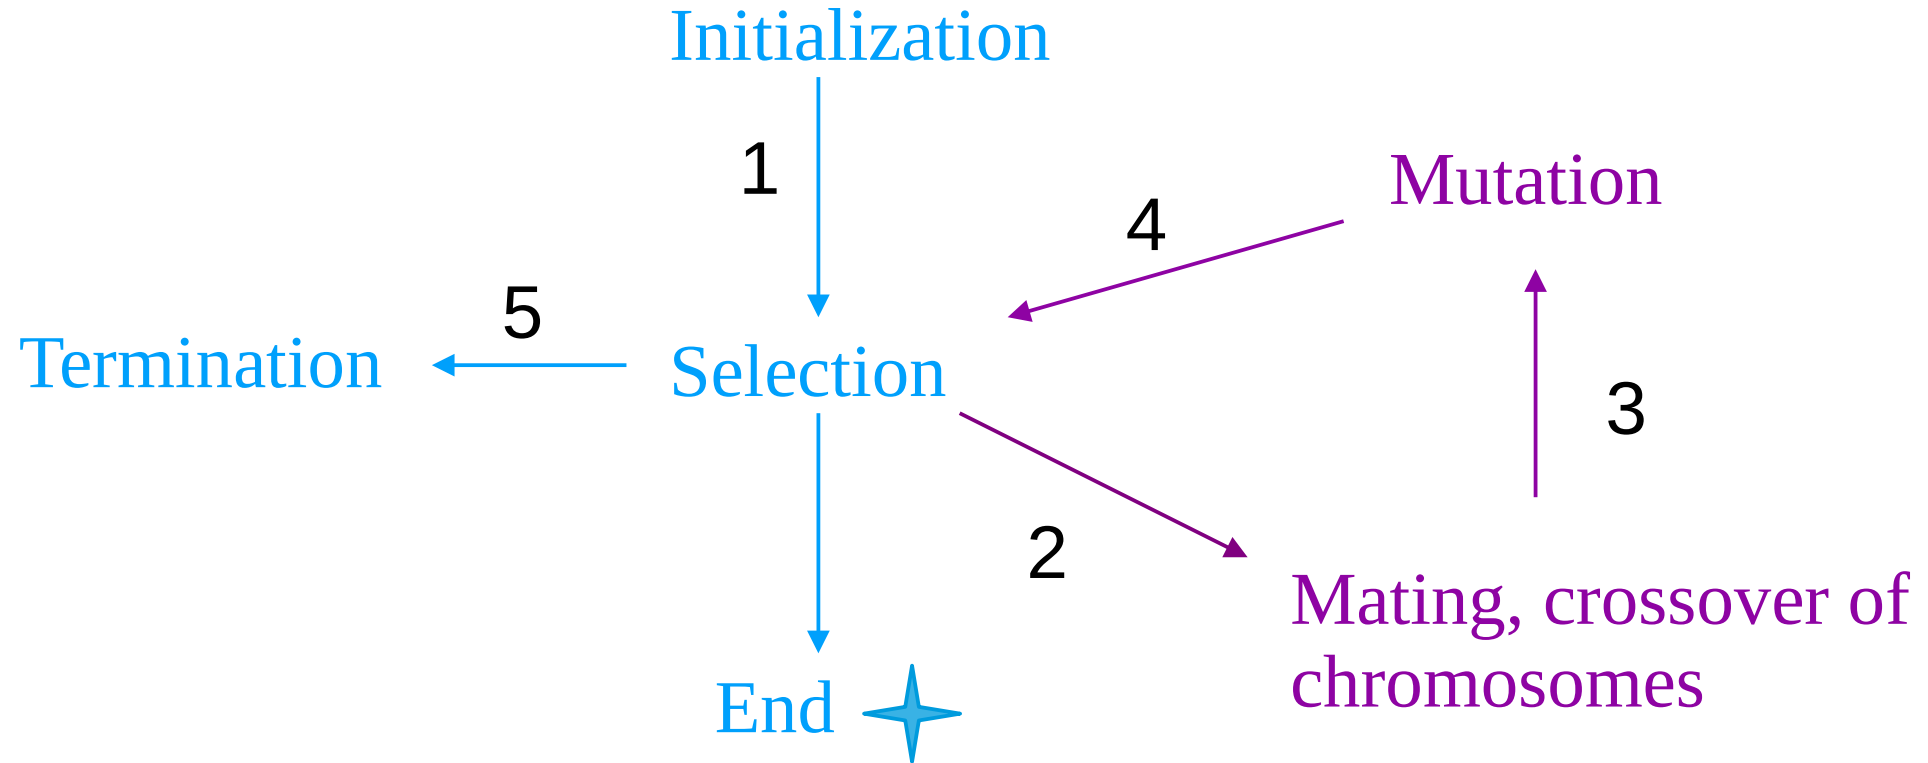 Initialization
1
Mutation
4
5
Termination
Selection
3
2
Mating, crossover of
chromosomes
End